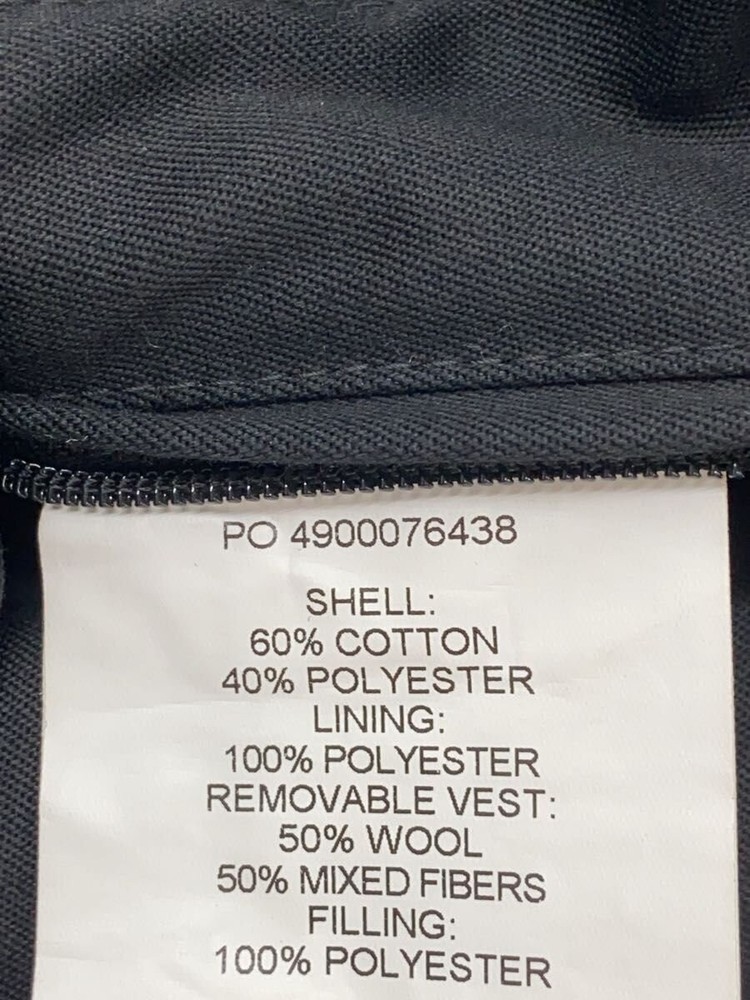 PO 4900076438
SHELL:
60% COTTON
40% POLYESTER
LINING:
100% POLYESTER
REMOVABLE VEST:
50% WOOL
50% MIXED FIBERS
FILLING:
100% POLYESTER